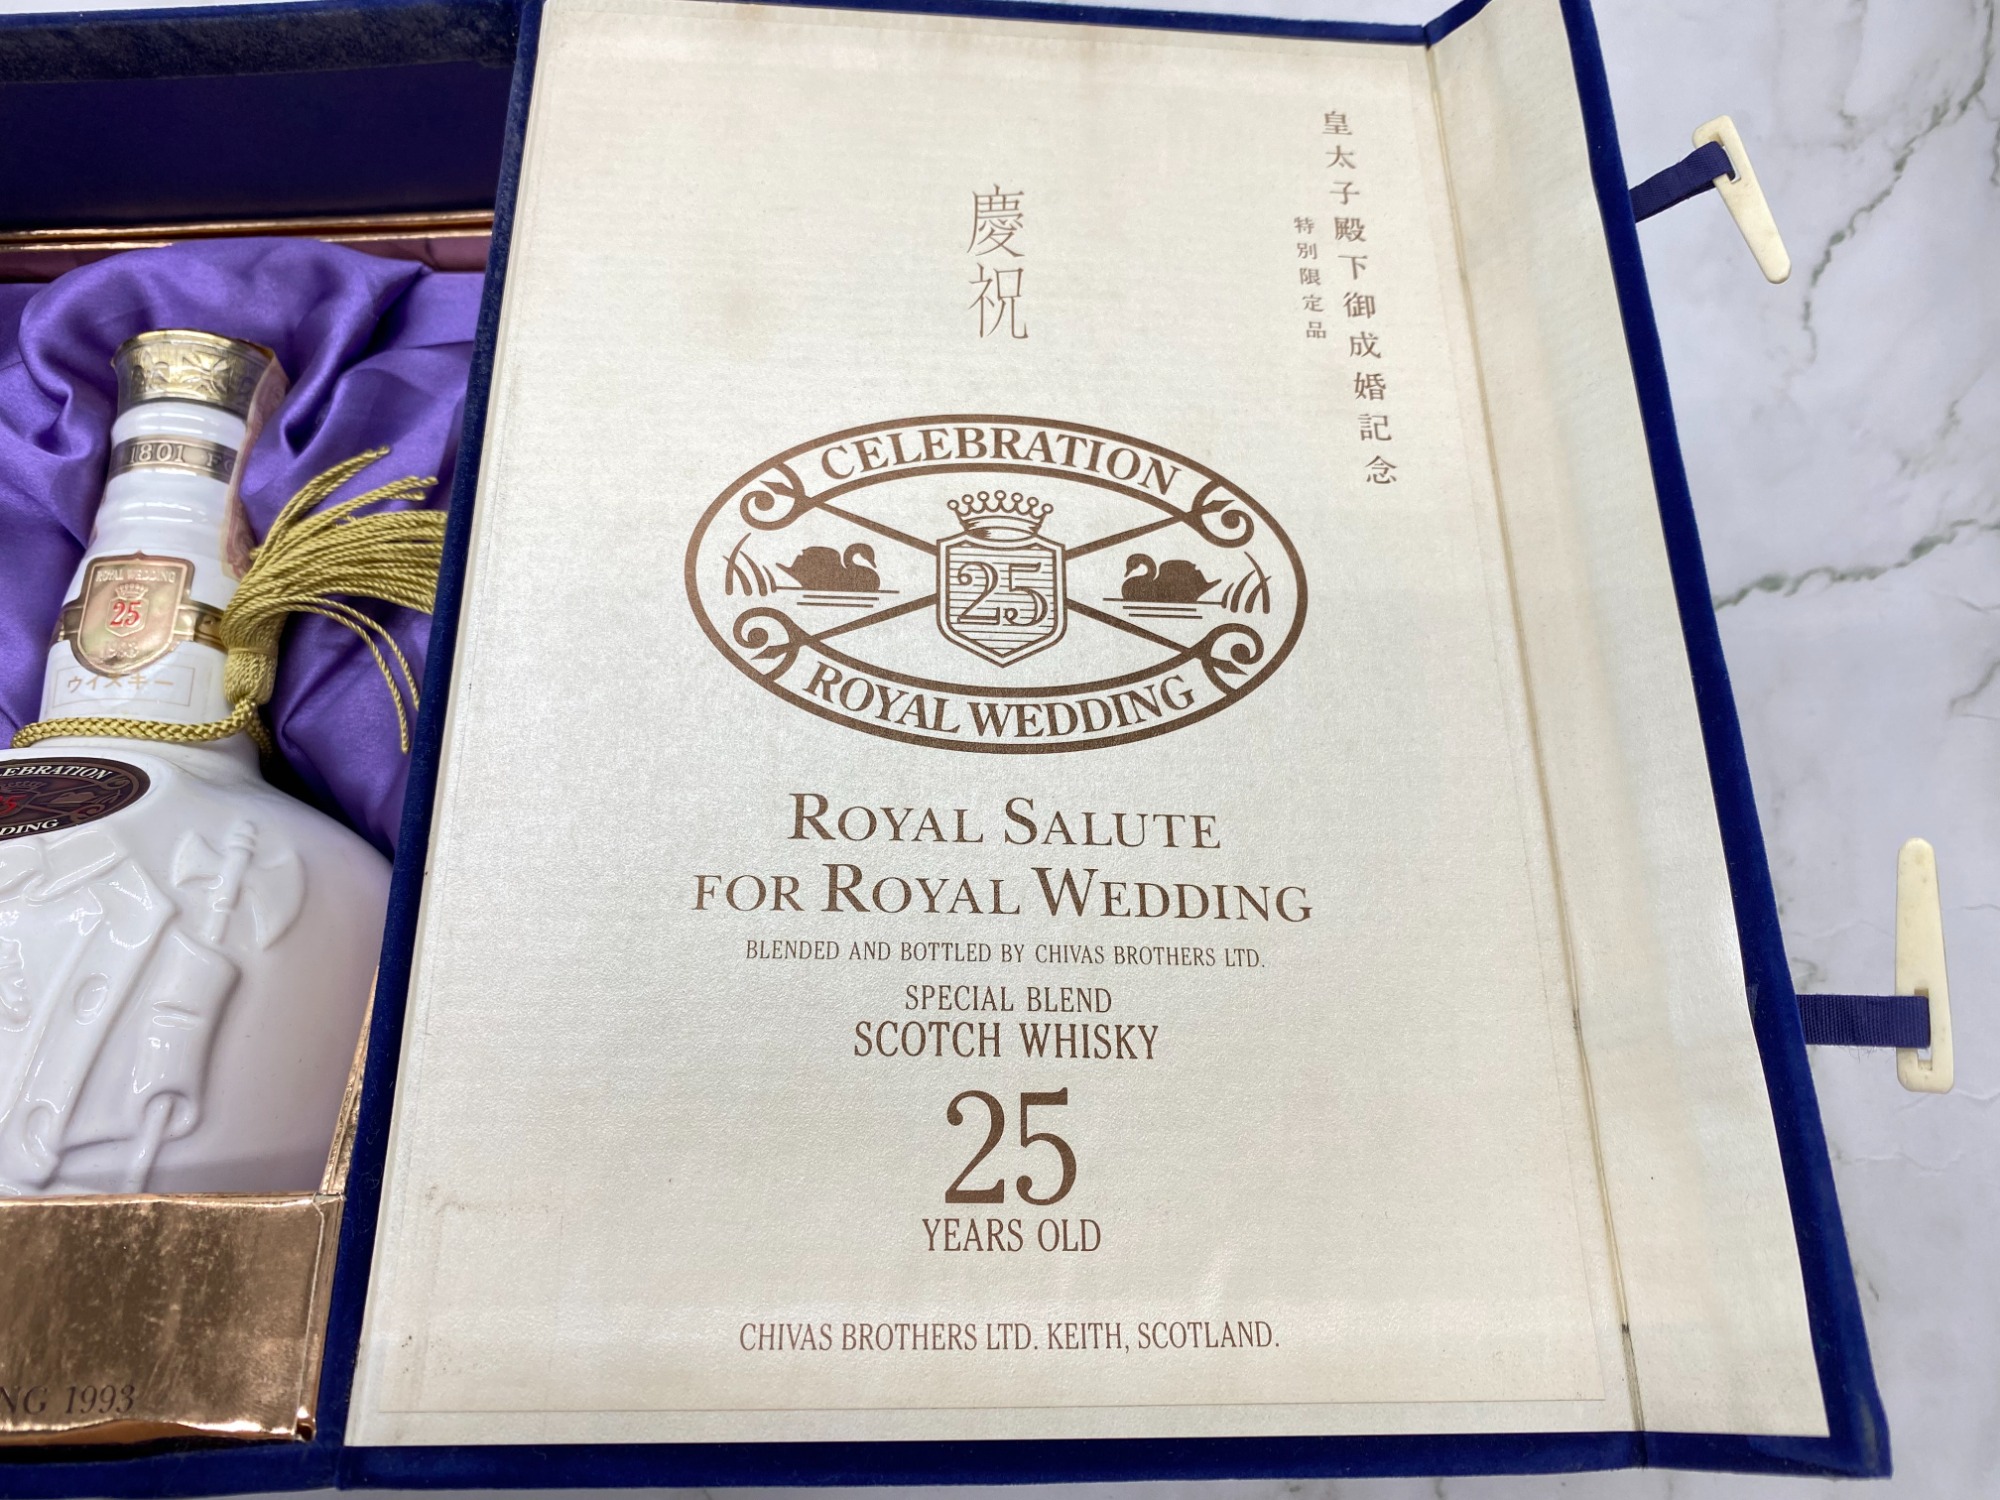 皇太子殿下御成婚記念
特別限定品
慶祝
CELEBRATION
25
ROYAL WEDDING
ROYAL SALUTE
FOR ROYAL WEDDING
BLENDED AND BOTTLED BY CHIVAS BROTHERS LTD.
SPECIAL BLEND
SCOTCH WHISKY
25
YEARS OLD
CHIVAS BROTHERS LTD. KEITH, SCOTLAND.
1801
ROYAL WEDDING
25
1993
ウイスキー
EBRATION
DING
NG 1993